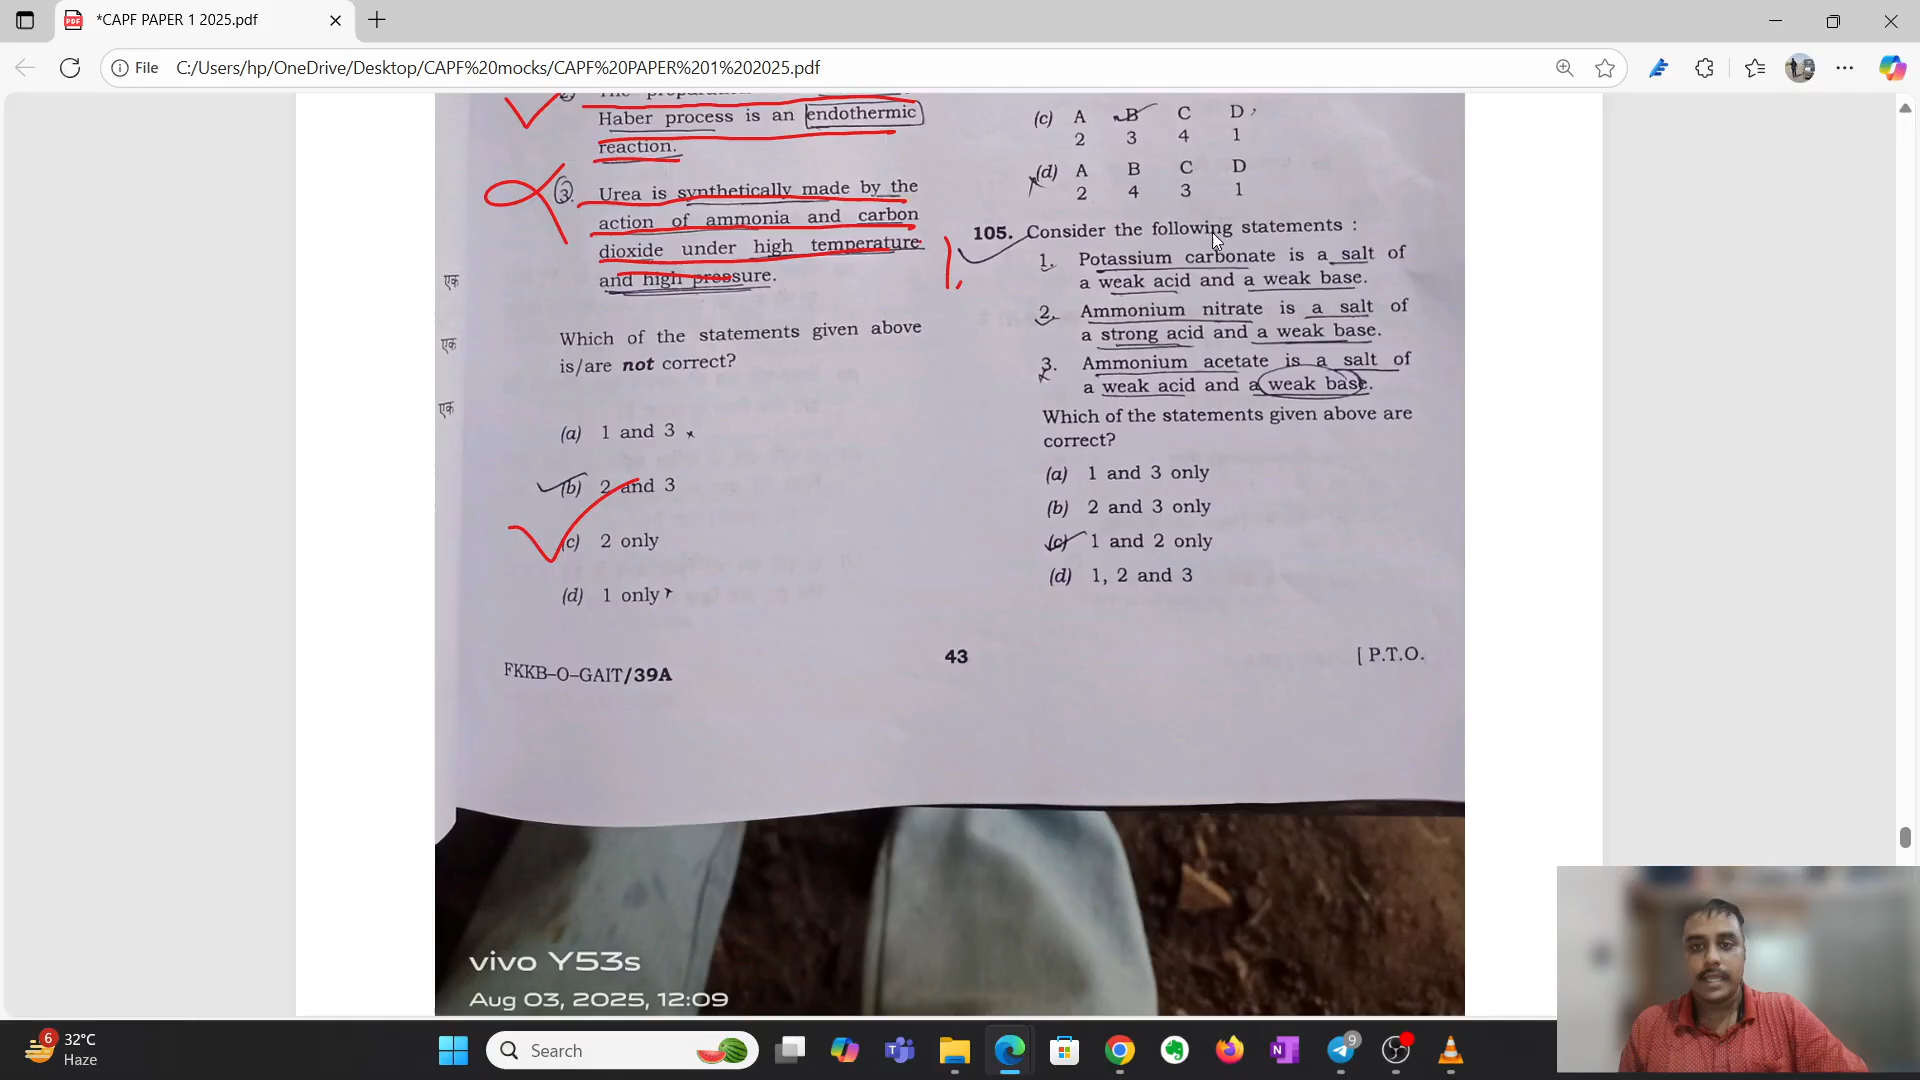 *CAPF PAPER 1 2025.pdf
File
C:/Users/hp/OneDrive/Desktop/CAPF%20mocks/CAPF%20PAPER%201%202025.pdf
Haber process is an endothermic
reaction.
3. Urea is synthetically made by the
action of ammonia and carbon
dioxide under high temperature
and high pressure.
एक
एक
एक
Which of the statements given above
is/are not correct?
(a) 1 and 3
(b) 2 and 3
(c) 2 only
(d) 1 only
FKKB–O–GAIT/39A
(c) A B C D
2 3 4 1
(d) A B C D
2 4 3 1
105. Consider the following statements :
1. Potassium carbonate is a salt of
a weak acid and a weak base.
2. Ammonium nitrate is a salt of
a strong acid and a weak base.
3. Ammonium acetate is a salt of
a weak acid and a weak base.
Which of the statements given above are
correct?
(a) 1 and 3 only
(b) 2 and 3 only
(c) 1 and 2 only
(d) 1, 2 and 3
43
[ P.T.O.
vivo Y53s
Aug 03, 2025, 12:09
6
32°C
Haze
Search
9